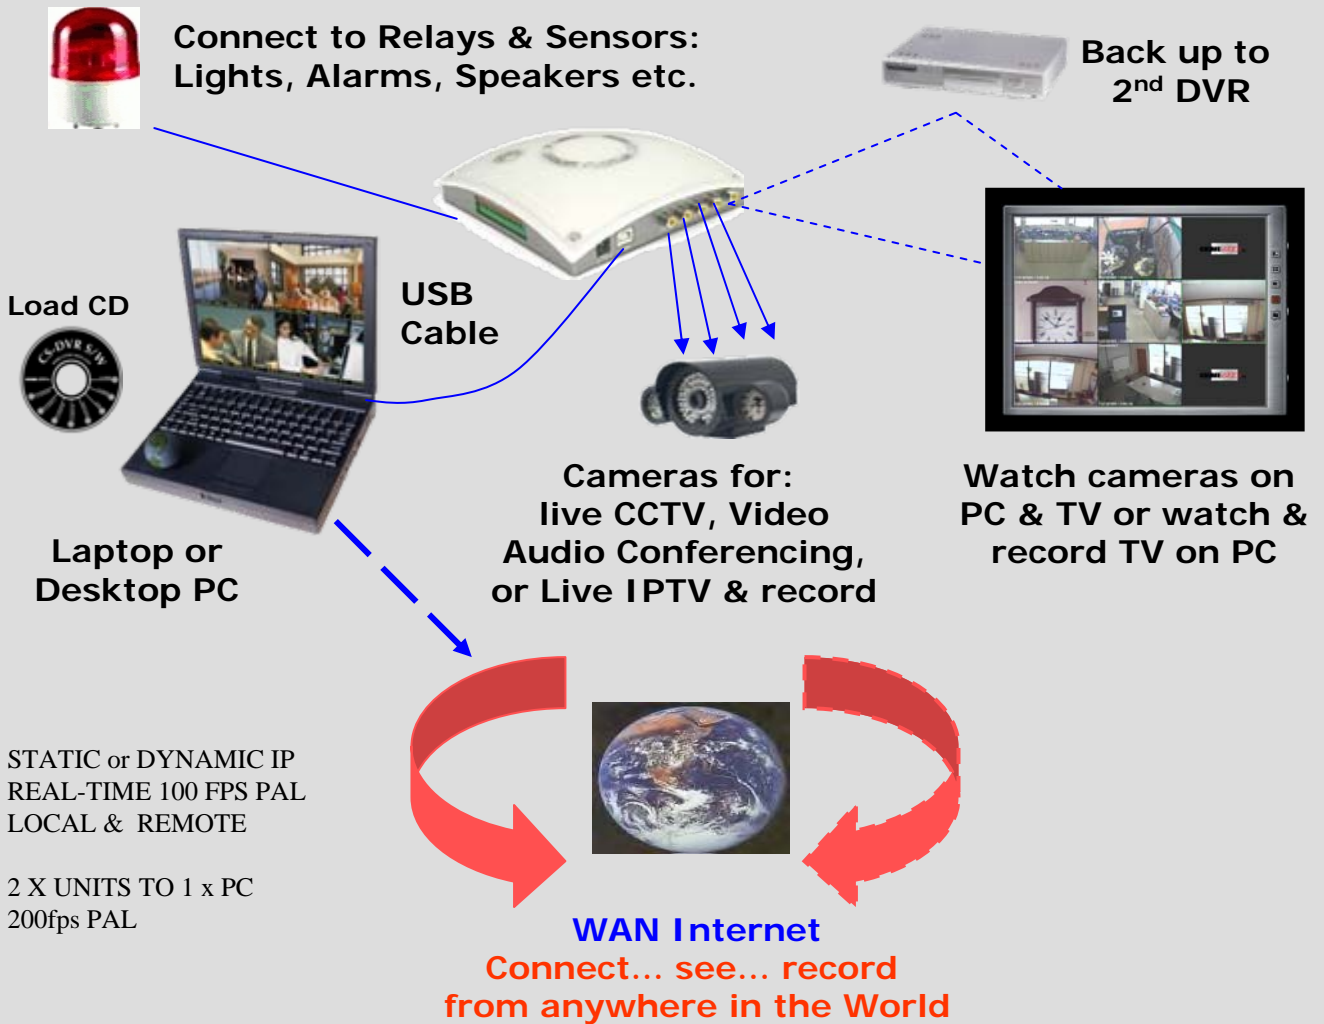 Connect to Relays & Sensors:
Lights, Alarms, Speakers etc.
Back up to
2nd DVR
Load CD
CS-DVR S/W
USB
Cable
Laptop or
Desktop PC
Cameras for:
live CCTV, Video
Audio Conferencing,
or Live IPTV & record
Watch cameras on
PC & TV or watch &
record TV on PC
STATIC or DYNAMIC IP
REAL-TIME 100 FPS PAL
LOCAL & REMOTE
2 X UNITS TO 1 x PC
200fps PAL
WAN Internet
Connect... see... record
from anywhere in the World